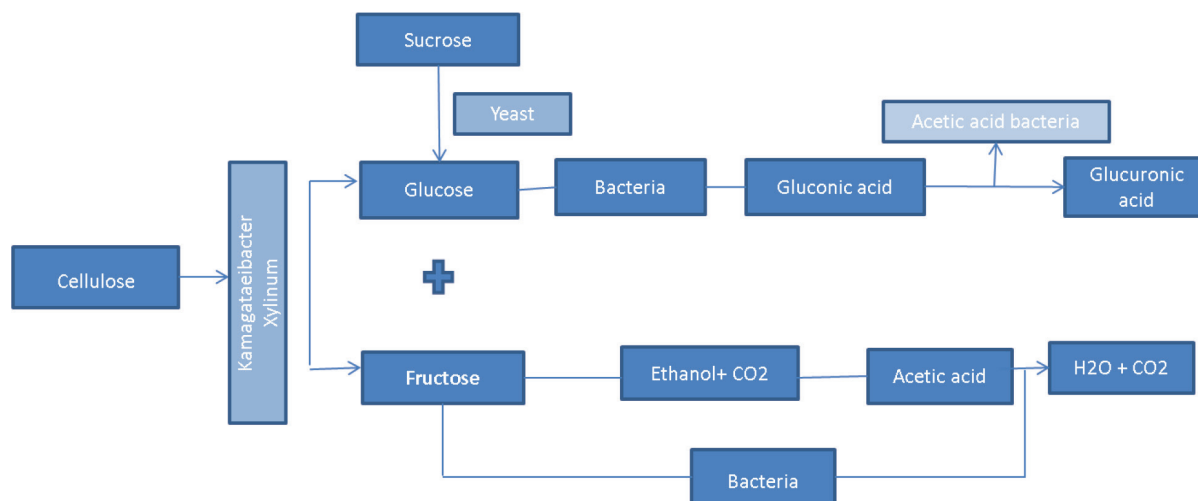 Sucrose
Yeast
Acetic acid bacteria
Glucose
Bacteria
Gluconic acid
Glucuronic
acid
Cellulose
Kamagataeibacter
Xylinum
Fructose
Ethanol+ CO2
Acetic acid
H2O + CO2
Bacteria